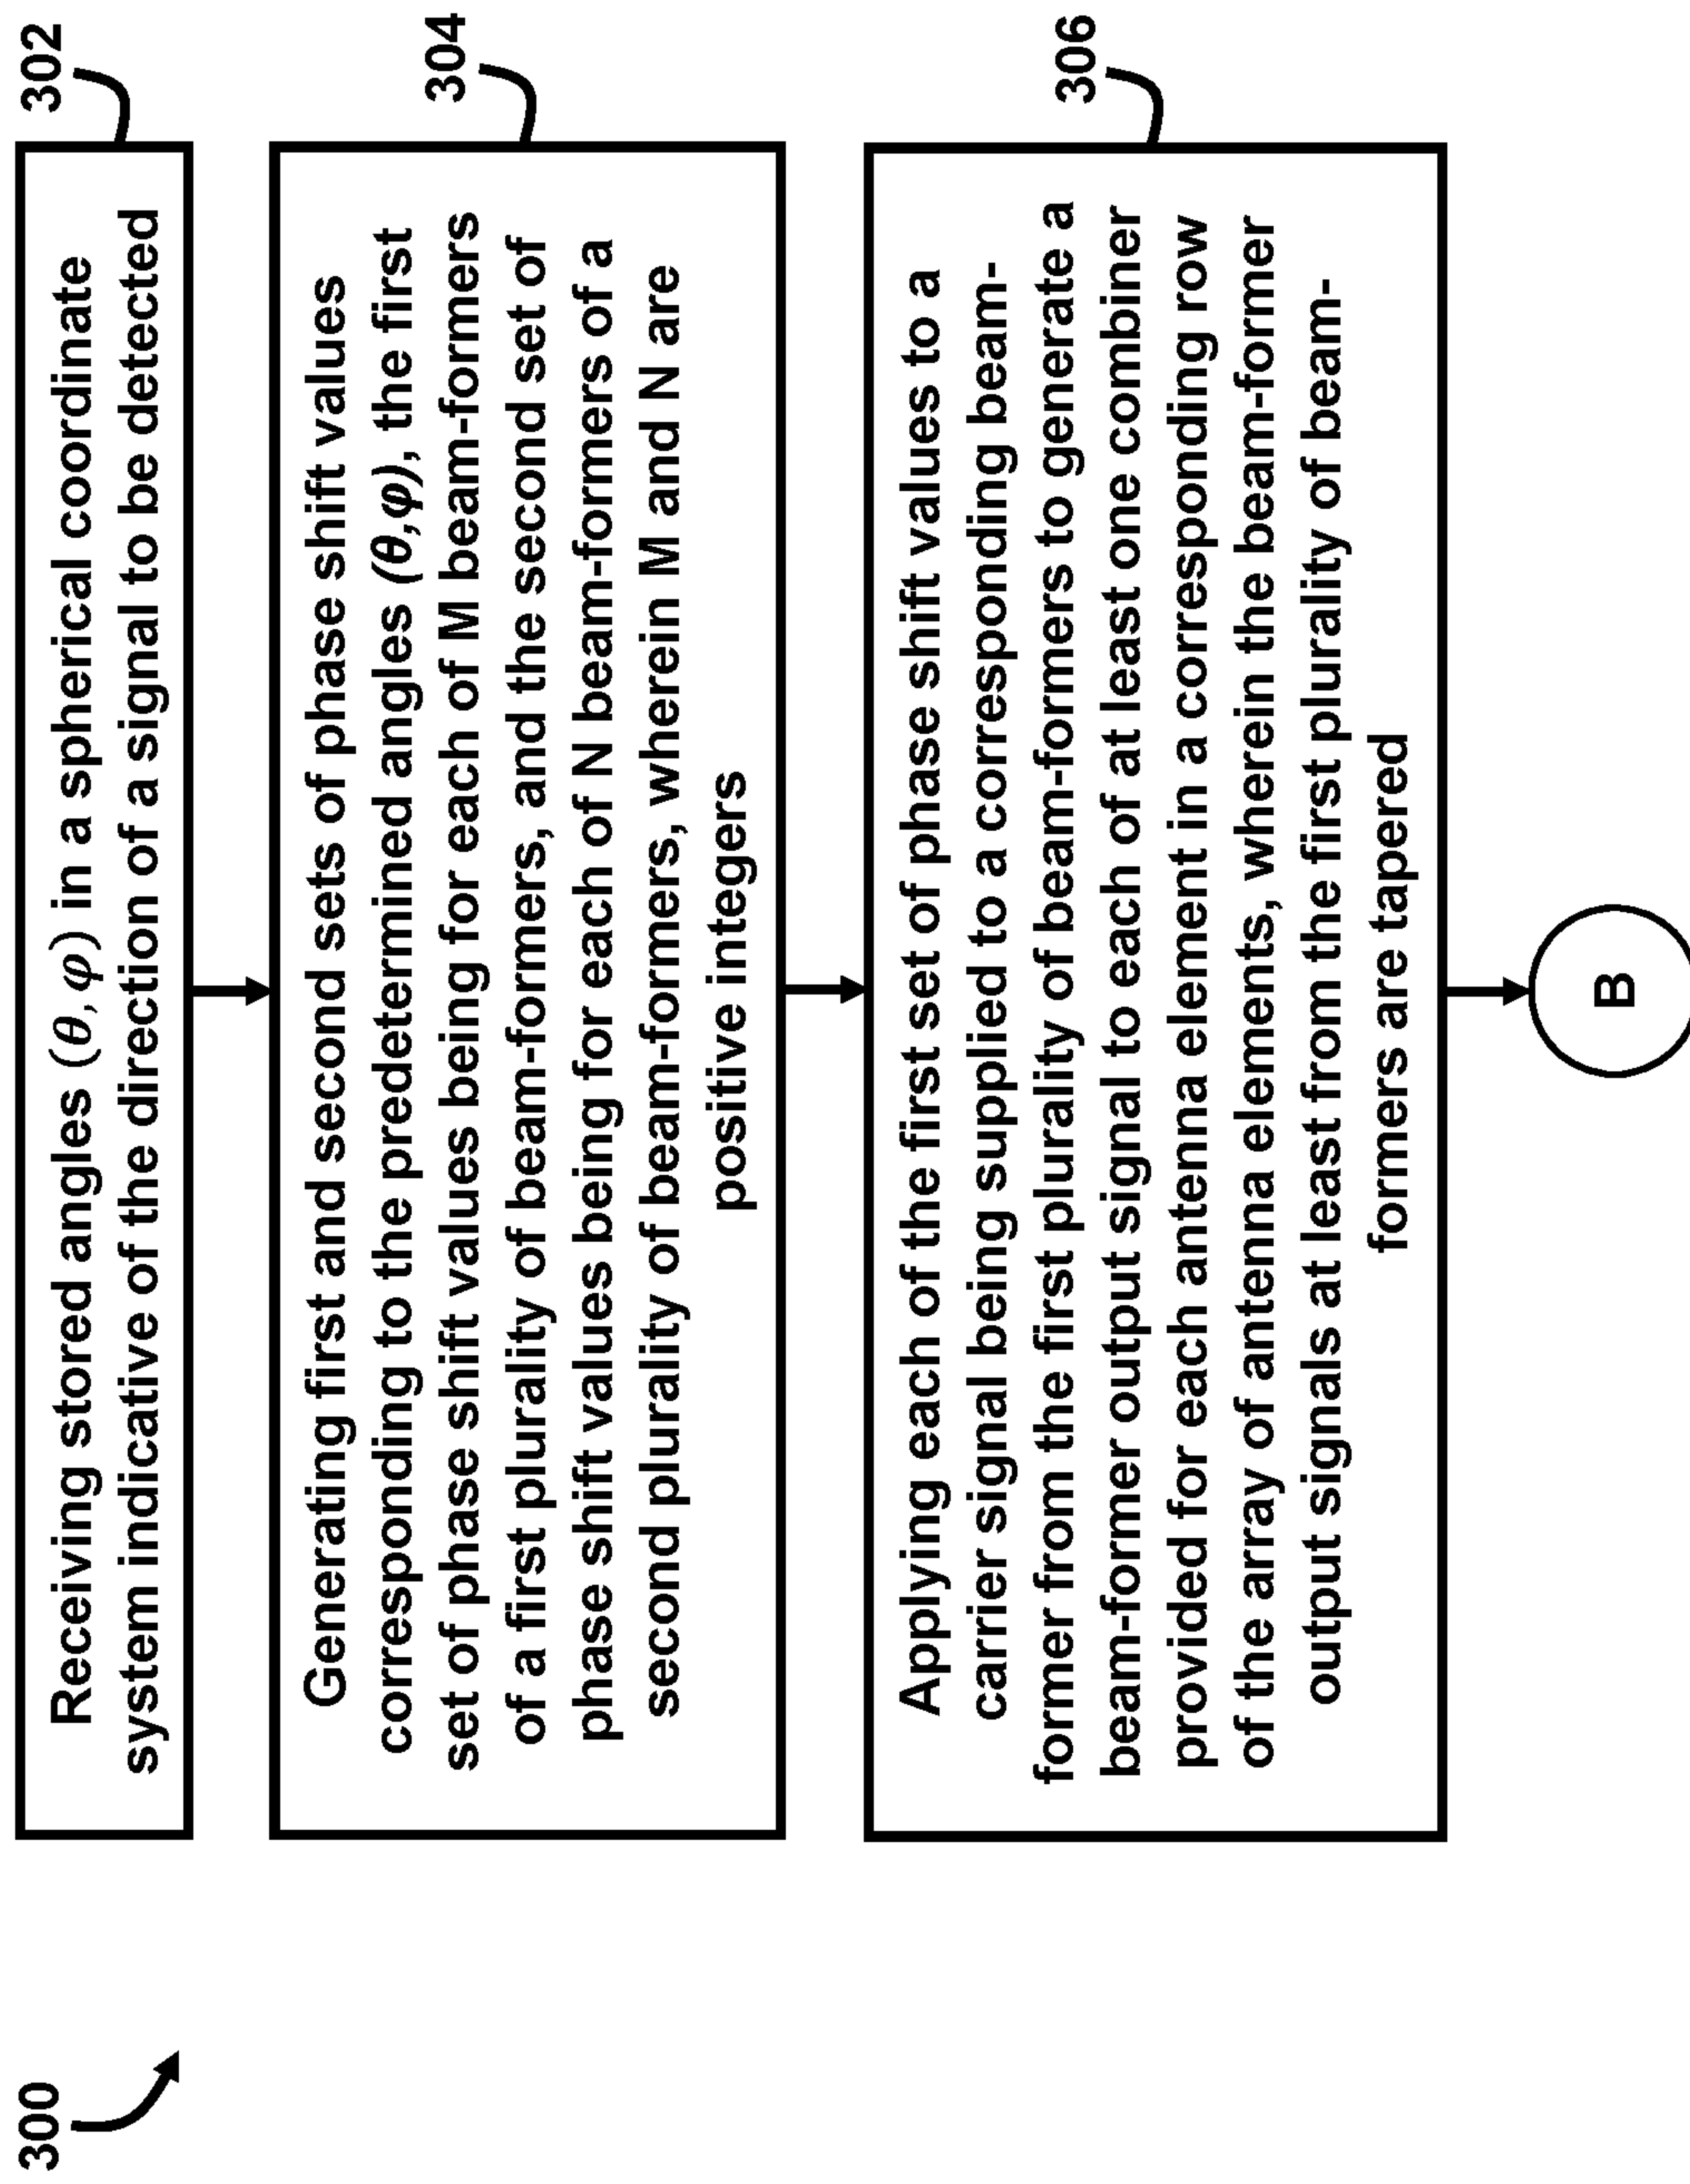 300
302
Receiving stored angles (θ,φ) in a spherical coordinate
system indicative of the direction of a signal to be detected
304
Generating first and second sets of phase shift values
corresponding to the predetermined angles (θ,φ), the first
set of phase shift values being for each of M beam-formers
of a first plurality of beam-formers, and the second set of
phase shift values being for each of N beam-formers of a
second plurality of beam-formers, wherein M and N are
positive integers
306
Applying each of the first set of phase shift values to a
carrier signal being supplied to a corresponding beam-
former from the first plurality of beam-formers to generate a
beam-former output signal to each of at least one combiner
provided for each antenna element in a corresponding row
of the array of antenna elements, wherein the beam-former
output signals at least from the first plurality of beam-
formers are tapered
B